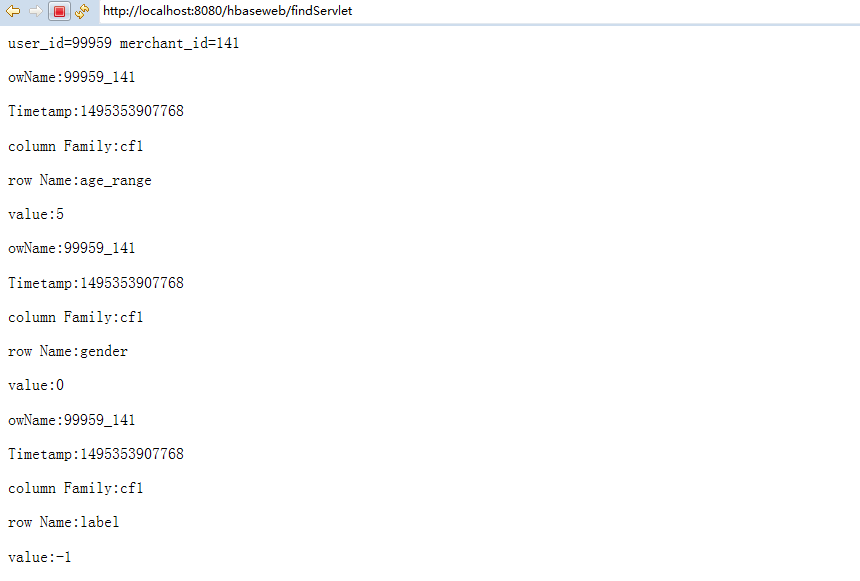 http://localhost:8080/hbaseweb/findServlet
user_id=99959 merchant_id=141
owName:99959_141
Timetamp:1495353907768
column Family:cf1
row Name:age_range
value:5
owName:99959_141
Timetamp:1495353907768
column Family:cf1
row Name:gender
value:0
owName:99959_141
Timetamp:1495353907768
column Family:cf1
row Name:label
value:-1